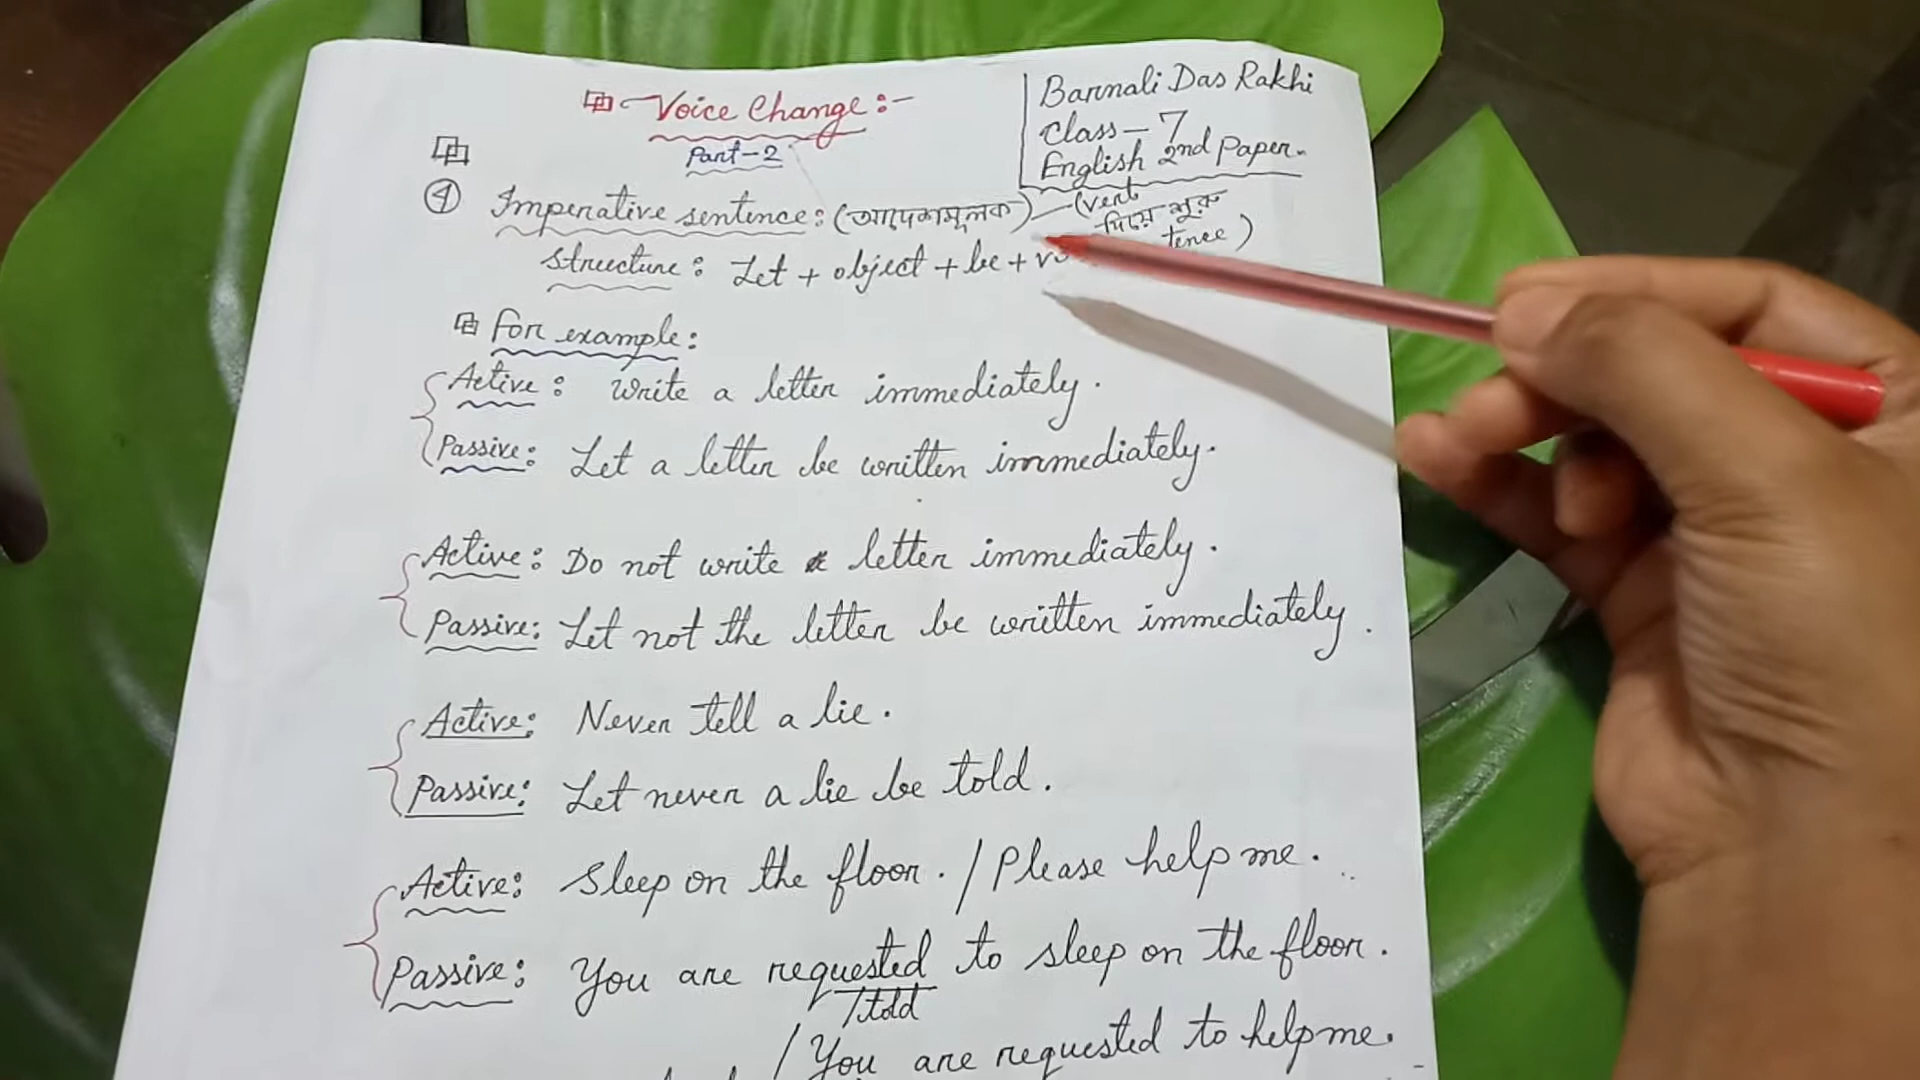 Voice Change:-
Part-2
Barnali Das Rakhi
Class-7
English 2nd Paper.
④ Imperative sentence: (আদেশমূলক) — (verb
দিয়ে শুরু
tence)
Structure: Let + object + be +
For example:
Active: Write a letter immediately.
Passive: Let a letter be written immediately.
Active: Do not write letter immediately.
Passive: Let not the letter be written immediately.
Active: Never tell a lie.
Passive: Let never a lie be told.
Active: Sleep on the floor. / Please help me.
Passive: You are requested to sleep on the floor.
/told
/ You are requested to help me.